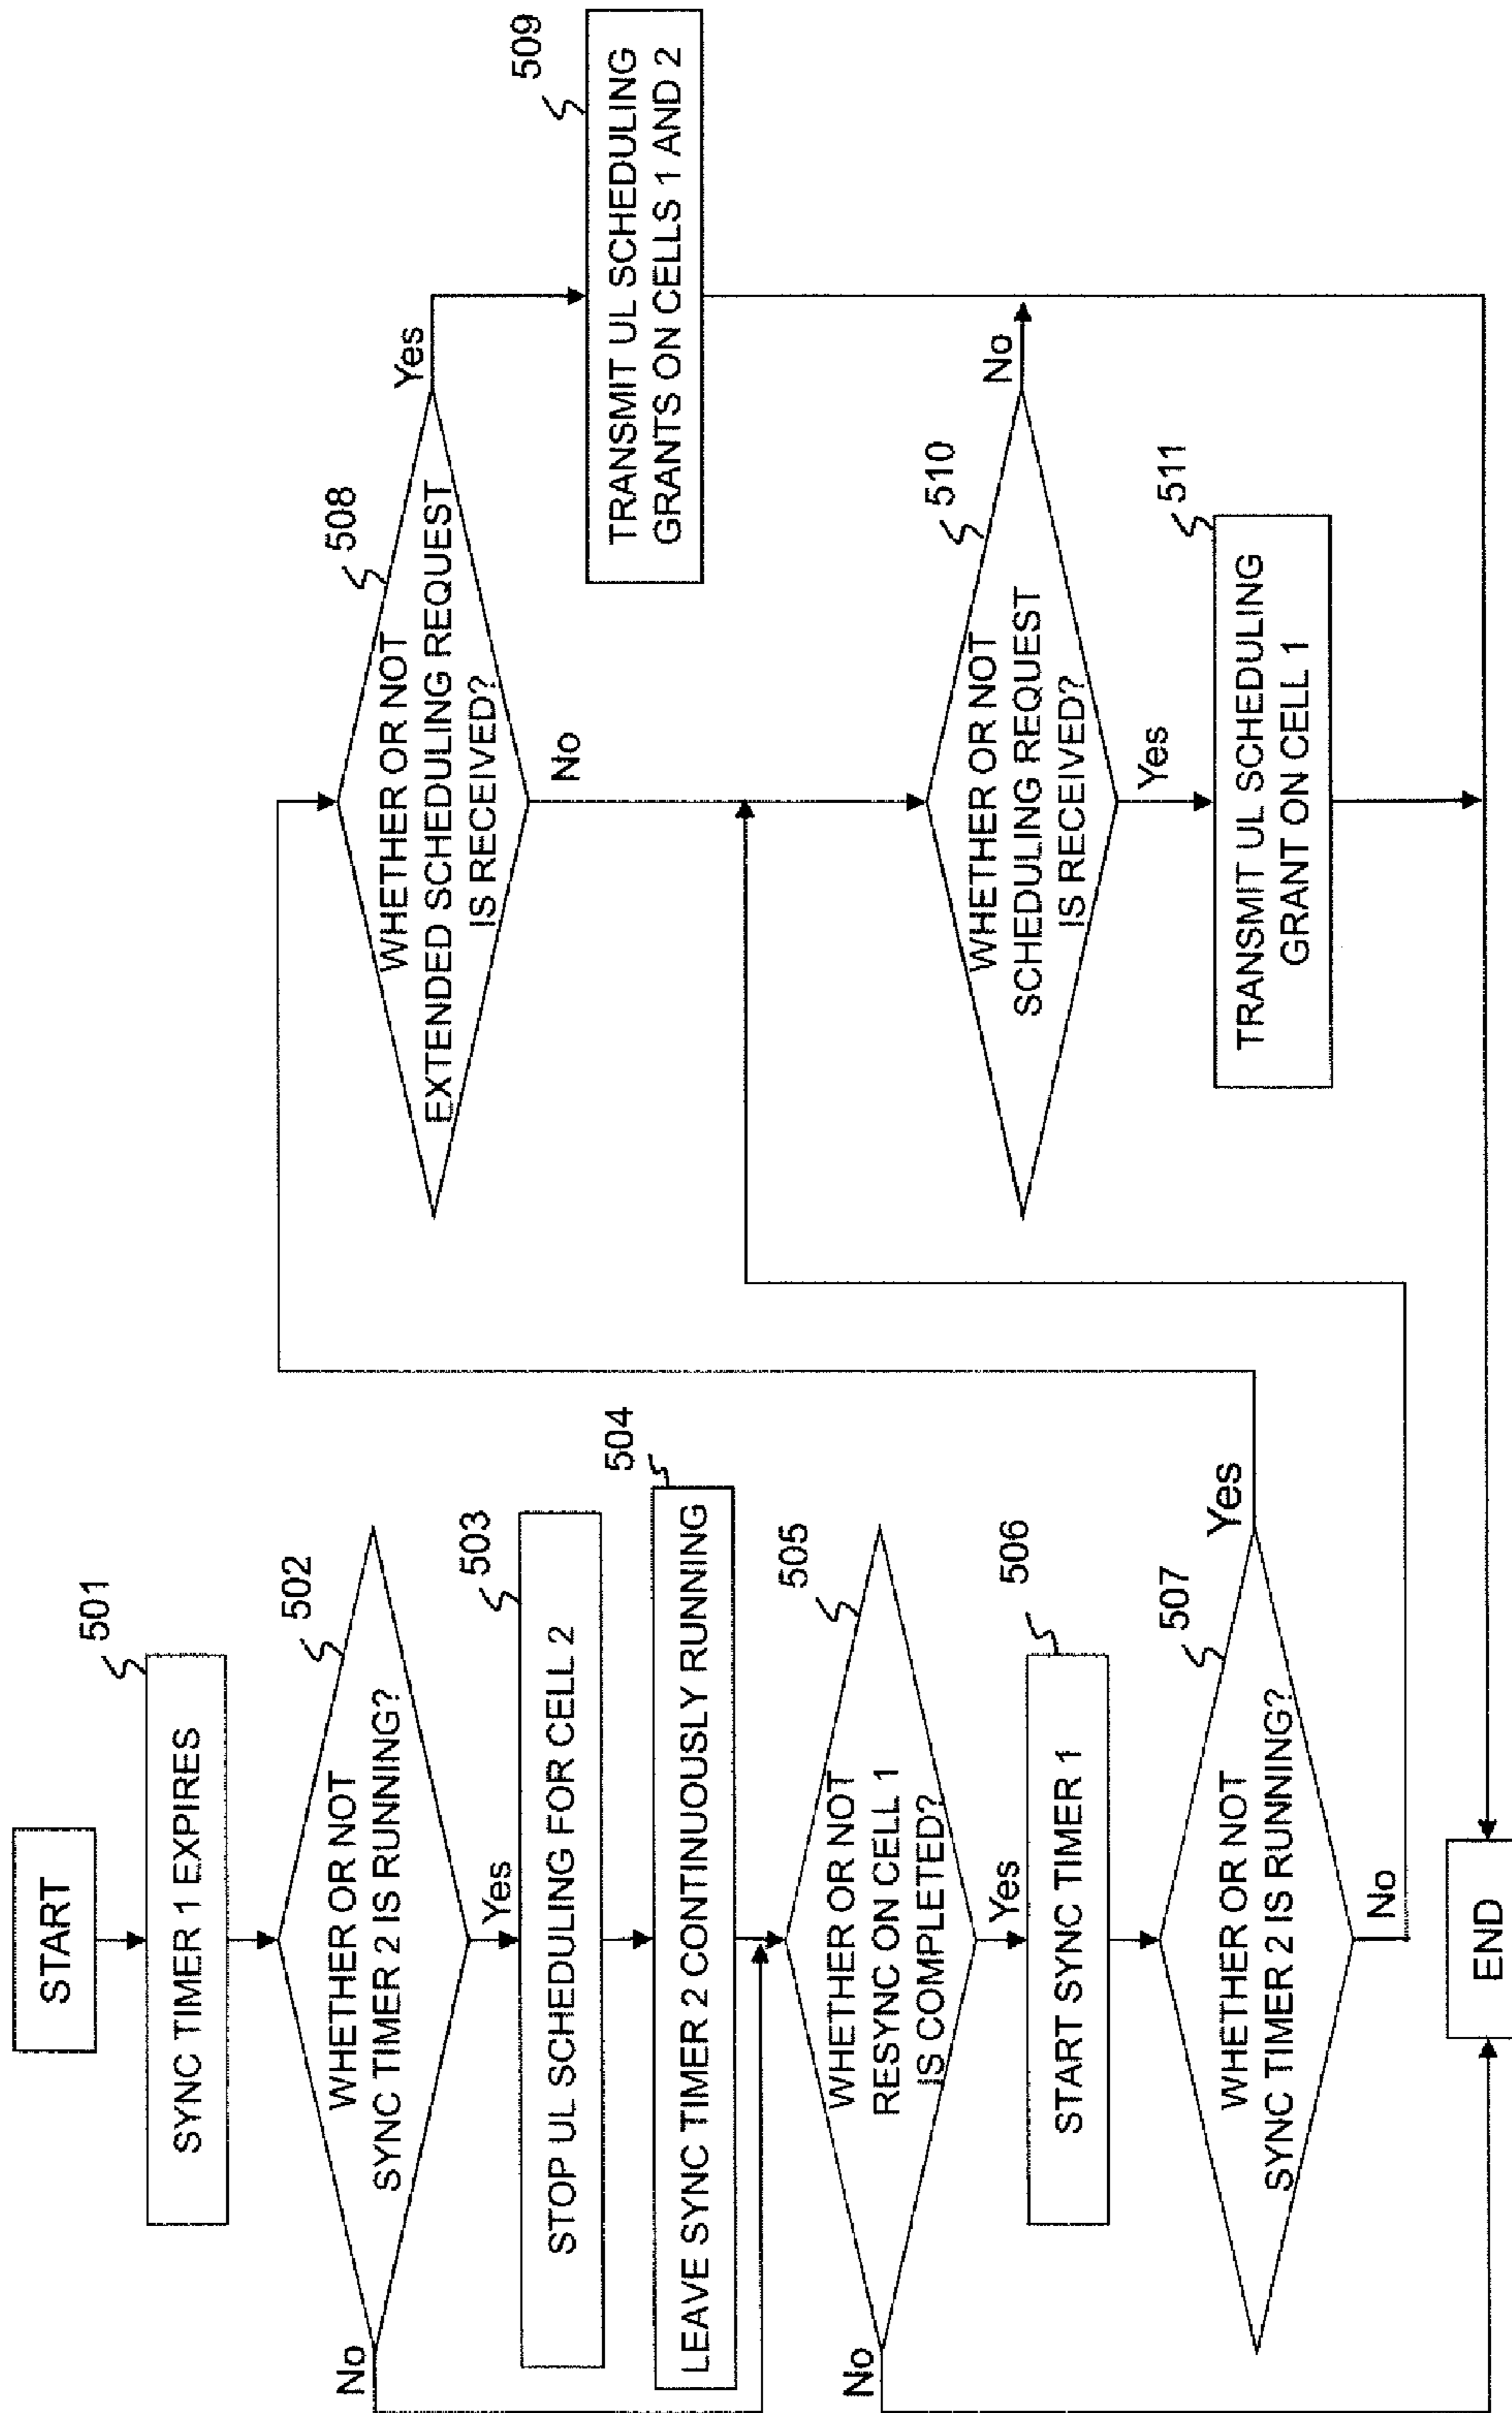 START
501
SYNC TIMER 1 EXPIRES
502
WHETHER OR NOT
SYNC TIMER 2 IS RUNNING?
No
Yes
503
STOP UL SCHEDULING FOR CELL 2
504
LEAVE SYNC TIMER 2 CONTINUOUSLY RUNNING
505
WHETHER OR NOT
RESYNC ON CELL 1
IS COMPLETED?
No
Yes
506
START SYNC TIMER 1
507
WHETHER OR NOT
SYNC TIMER 2 IS RUNNING?
Yes
No
END
508
WHETHER OR NOT
EXTENDED SCHEDULING REQUEST
IS RECEIVED?
Yes
No
509
TRANSMIT UL SCHEDULING
GRANTS ON CELLS 1 AND 2
510
WHETHER OR NOT
SCHEDULING REQUEST
IS RECEIVED?
No
Yes
511
TRANSMIT UL SCHEDULING
GRANT ON CELL 1